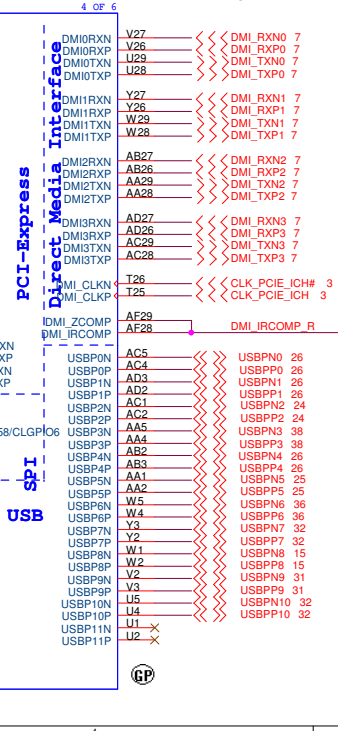 4 OF 6
DMI0RXN V27 DMI_RXN0 7
DMI0RXP V26 DMI_RXP0 7
DMI0TXN U29 DMI_TXN0 7
DMI0TXP U28 DMI_TXP0 7
DMI1RXN Y27 DMI_RXN1 7
DMI1RXP Y26 DMI_RXP1 7
DMI1TXN W29 DMI_TXN1 7
DMI1TXP W28 DMI_TXP1 7
DMI2RXN AB27 DMI_RXN2 7
DMI2RXP AB26 DMI_RXP2 7
DMI2TXN AA29 DMI_TXN2 7
DMI2TXP AA28 DMI_TXP2 7
DMI3RXN AD27 DMI_RXN3 7
DMI3RXP AD26 DMI_RXP3 7
DMI3TXN AC29 DMI_TXN3 7
DMI3TXP AC28 DMI_TXP3 7
DMI_CLKN T26 CLK_PCIE_ICH# 3
DMI_CLKP T25 CLK_PCIE_ICH 3
DMI_ZCOMP AF29
DMI_IRCOMP AF28 DMI_IRCOMP_R
PCI-Express
Direct Media Interface
XN
XP
KN
KP
USBP0N AC5 USBPN0 26
USBP0P AC4 USBPP0 26
USBP1N AD3 USBPN1 26
USBP1P AD2 USBPP1 26
USBP2N AC1 USBPN2 24
USBP2P AC2 USBPP2 24
58/CLGPIO6 USBP3N AA5 USBPN3 38
USBP3P AA4 USBPP3 38
USBP4N AB2 USBPN4 26
USBP4P AB3 USBPP4 26
USBP5N AA1 USBPN5 25
USBP5P AA2 USBPP5 25
USBP6N W5 USBPN6 36
USBP6P W4 USBPP6 36
USBP7N Y3 USBPN7 32
USBP7P Y2 USBPP7 32
USBP8N W1 USBPN8 15
USBP8P W2 USBPP8 15
USBP9N V2 USBPN9 31
USBP9P V3 USBPP9 31
USBP10N U5 USBPN10 32
USBP10P U4 USBPP10 32
USBP11N U1
USBP11P U2
SPI
USB
GP